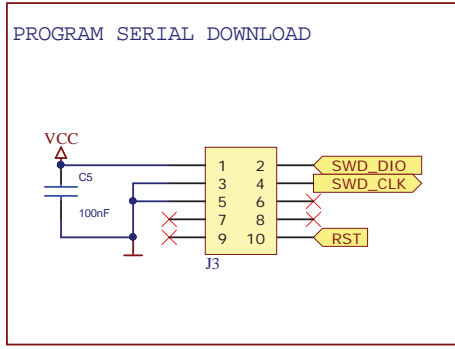 PROGRAM SERIAL DOWNLOAD
VCC
C5
100nF
1 2 SWD_DIO
3 4 SWD_CLK
5 6
7 8
9 10 RST
J3